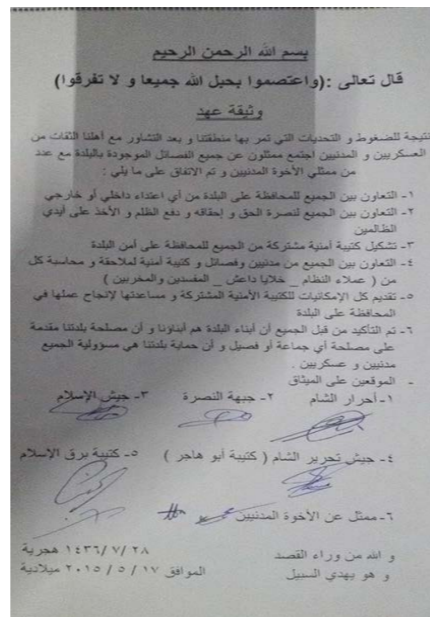 بسم الله الرحمن الرحيم
قال تعالى :(واعتصموا بحبل الله جميعا و لا تفرقوا)
وثيقة عهد
نتيجة للضغوط و التحديات التي تمر بها منطقتنا و بعد التشاور مع أهلنا الثقات من
العسكريين و المدنيين اجتمع ممثلون عن جميع الفصائل الموجودة بالبلدة مع عدد
من ممثلي الأخوة المدنيين و تم الاتفاق على ما يلي :
١- التعاون بين الجميع للمحافظة على البلدة من أي اعتداء داخلي أو خارجي
٢- التعاون بين الجميع لنصرة الحق و إحقاقه و دفع الظلم و الأخذ على أيدي
الظالمين
٣- تشكيل كتيبة أمنية مشتركة من الجميع للمحافظة على أمن البلدة
٤- التعاون بين الجميع من مدنيين وفصائل و كتيبة أمنية لملاحقة و محاسبة كل
من ( عملاء النظام _ خلايا داعش _ المفسدين والمخربين )
٥- تقديم كل الإمكانيات للكتيبة الأمنية المشتركة و مساعدتها لإنجاح عملها في
المحافظة على البلدة
٦- تم التأكيد من قبل الجميع أن أبناء البلدة هم أبناؤنا و أن مصلحة بلدتنا مقدمة
على مصلحة أي جماعة أو فصيل و أن حماية بلدتنا هي مسؤولية الجميع
مدنيين و عسكريين .
- الموقعين على الميثاق
١- أحرار الشام ٢- جبهة النصرة ٣- جيش الإسلام
٤- جيش تحرير الشام ( كتيبة أبو هاجر ) ٥- كتيبة برق الإسلام
٦- ممثل عن الأخوة المدنيين
و الله من وراء القصد ٢٨ /٧ /١٤٣٦ هجرية
و هو يهدي السبيل الموافق ١٧ / ٥ / ٢٠١٥ ميلادية